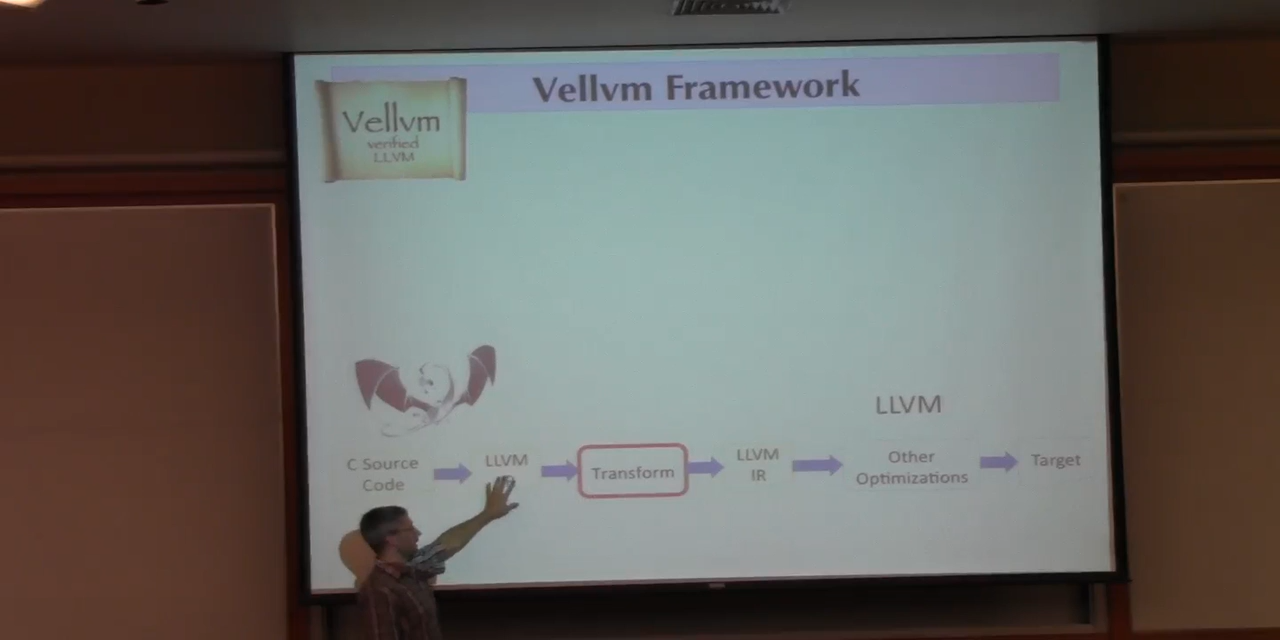 Vellvm Framework
Vellvm
verified
LLVM
LLVM
C Source
Code
LLVM
Transform
LLVM
IR
Other
Optimizations
Target